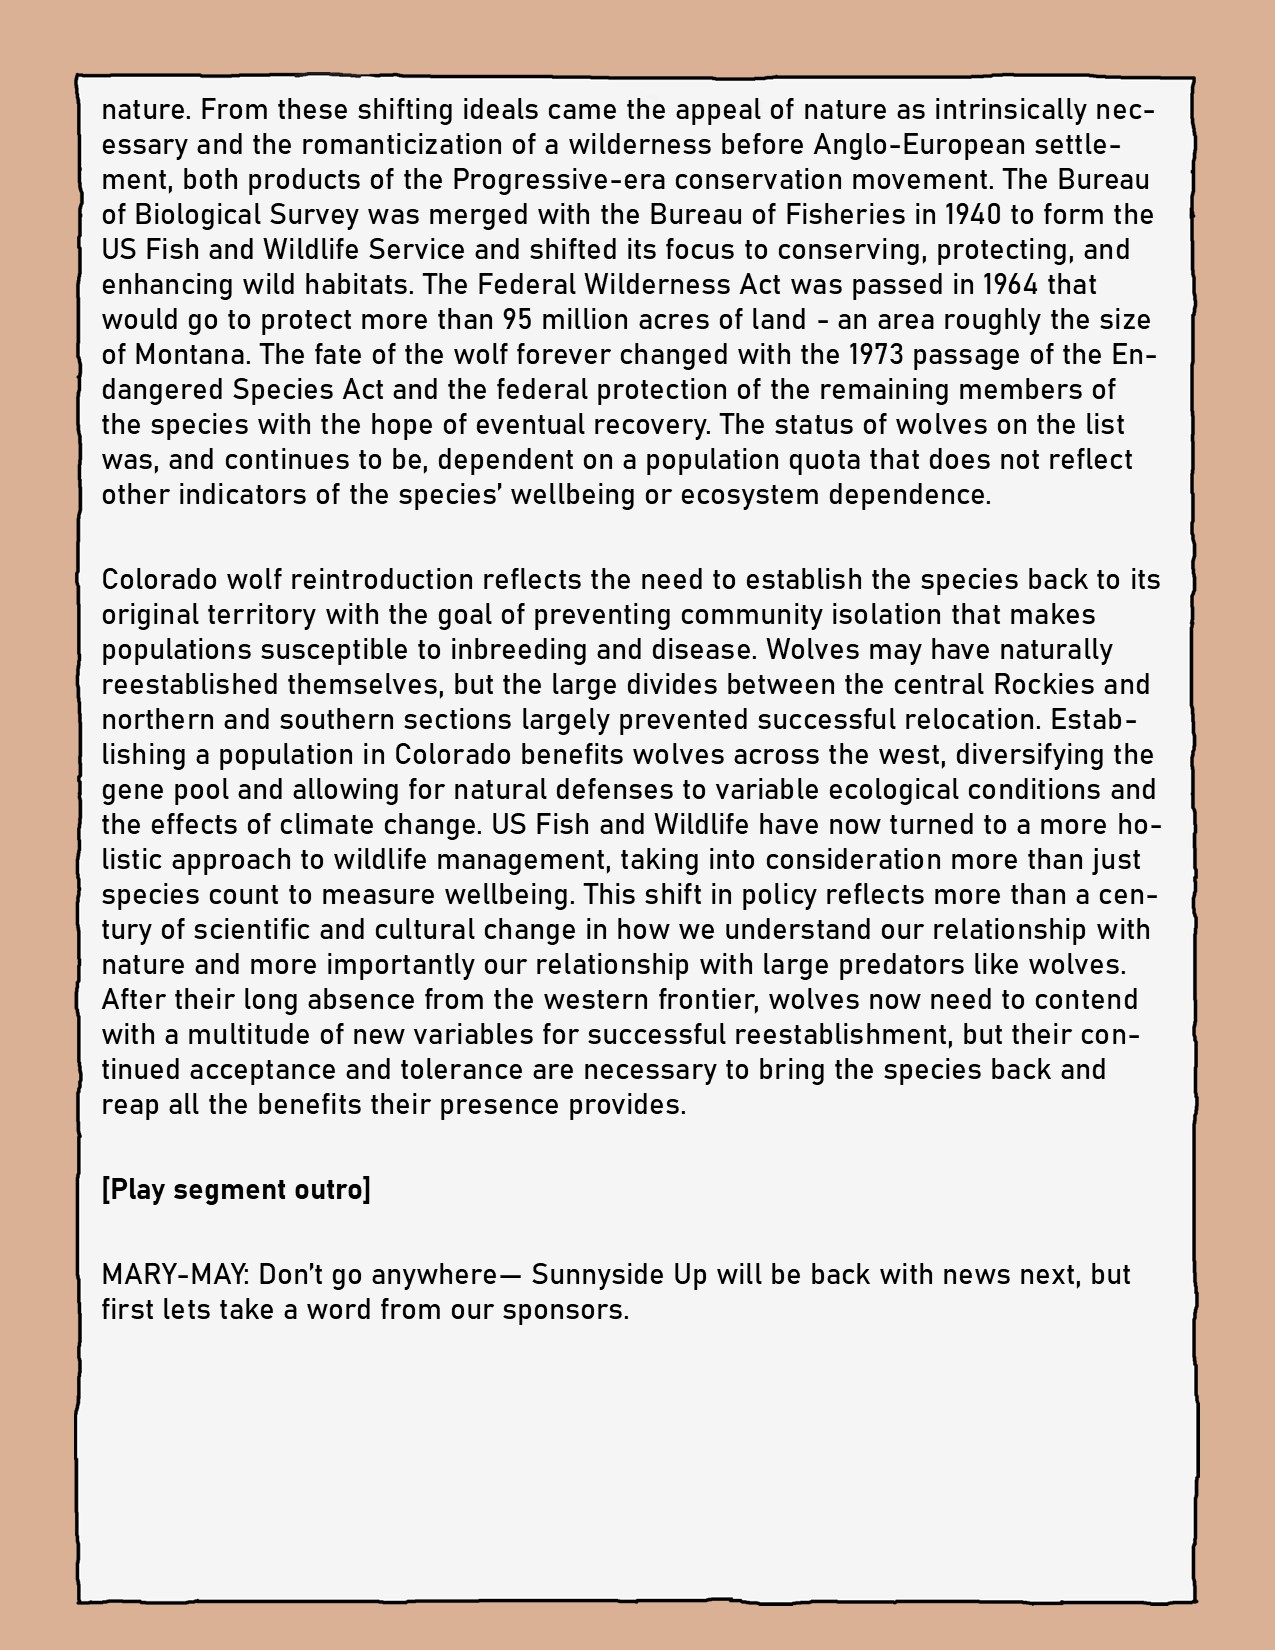 nature. From these shifting ideals came the appeal of nature as intrinsically nec-
essary and the romanticization of a wilderness before Anglo-European settle-
ment, both products of the Progressive-era conservation movement. The Bureau
of Biological Survey was merged with the Bureau of Fisheries in 1940 to form the
US Fish and Wildlife Service and shifted its focus to conserving, protecting, and
enhancing wild habitats. The Federal Wilderness Act was passed in 1964 that
would go to protect more than 95 million acres of land - an area roughly the size
of Montana. The fate of the wolf forever changed with the 1973 passage of the En-
dangered Species Act and the federal protection of the remaining members of
the species with the hope of eventual recovery. The status of wolves on the list
was, and continues to be, dependent on a population quota that does not reflect
other indicators of the species’ wellbeing or ecosystem dependence.

Colorado wolf reintroduction reflects the need to establish the species back to its
original territory with the goal of preventing community isolation that makes
populations susceptible to inbreeding and disease. Wolves may have naturally
reestablished themselves, but the large divides between the central Rockies and
northern and southern sections largely prevented successful relocation. Estab-
lishing a population in Colorado benefits wolves across the west, diversifying the
gene pool and allowing for natural defenses to variable ecological conditions and
the effects of climate change. US Fish and Wildlife have now turned to a more ho-
listic approach to wildlife management, taking into consideration more than just
species count to measure wellbeing. This shift in policy reflects more than a cen-
tury of scientific and cultural change in how we understand our relationship with
nature and more importantly our relationship with large predators like wolves.
After their long absence from the western frontier, wolves now need to contend
with a multitude of new variables for successful reestablishment, but their con-
tinued acceptance and tolerance are necessary to bring the species back and
reap all the benefits their presence provides.

[Play segment outro]

MARY-MAY: Don’t go anywhere— Sunnyside Up will be back with news next, but
first lets take a word from our sponsors.